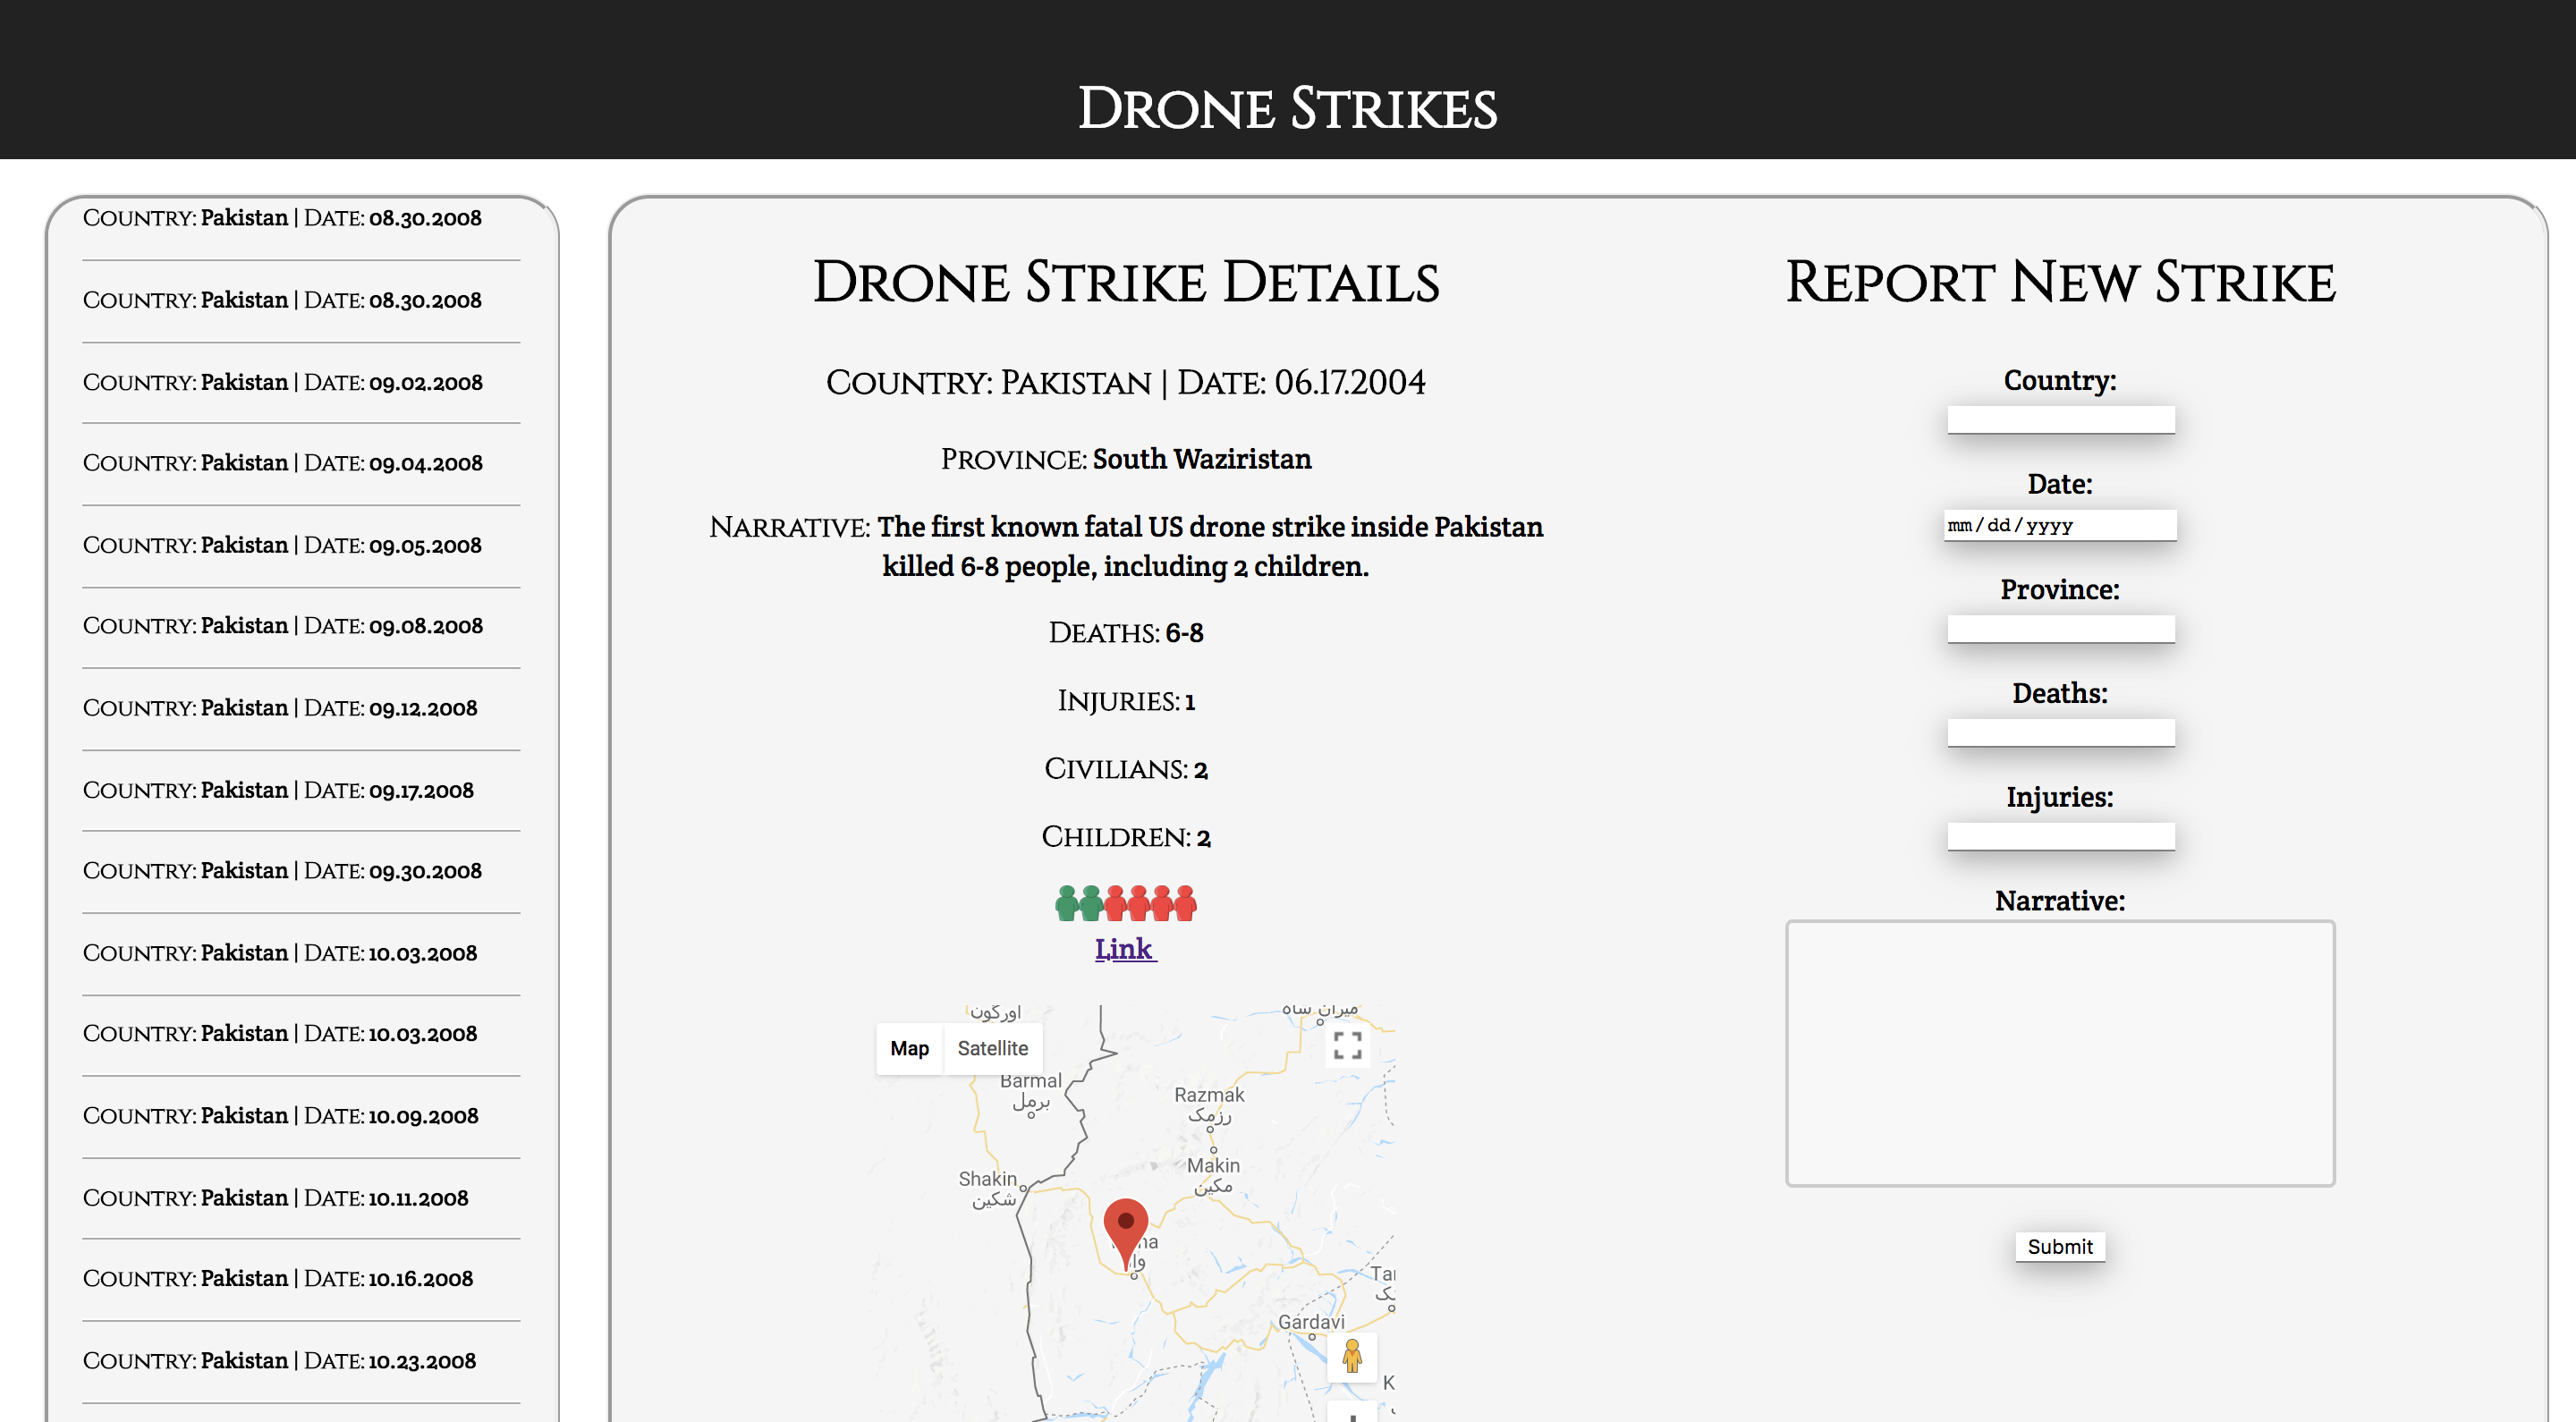 Drone Strikes
Country: Pakistan | Date: 08.30.2008
Country: Pakistan | Date: 08.30.2008
Country: Pakistan | Date: 09.02.2008
Country: Pakistan | Date: 09.04.2008
Country: Pakistan | Date: 09.05.2008
Country: Pakistan | Date: 09.08.2008
Country: Pakistan | Date: 09.12.2008
Country: Pakistan | Date: 09.17.2008
Country: Pakistan | Date: 09.30.2008
Country: Pakistan | Date: 10.03.2008
Country: Pakistan | Date: 10.03.2008
Country: Pakistan | Date: 10.09.2008
Country: Pakistan | Date: 10.11.2008
Country: Pakistan | Date: 10.16.2008
Country: Pakistan | Date: 10.23.2008
Drone Strike Details
Country: Pakistan | Date: 06.17.2004
Province: South Waziristan
Narrative: The first known fatal US drone strike inside Pakistan
killed 6-8 people, including 2 children.
Deaths: 6-8
Injuries: 1
Civilians: 2
Children: 2
Link
اورگون
میران شاه
Map
Satellite
Barmal
برمل
Razmak
رزمک
Makin
مکین
Shakin
شکین
Gardavi
Report New Strike
Country:
Date:
mm/dd/yyyy
Province:
Deaths:
Injuries:
Narrative:
Submit